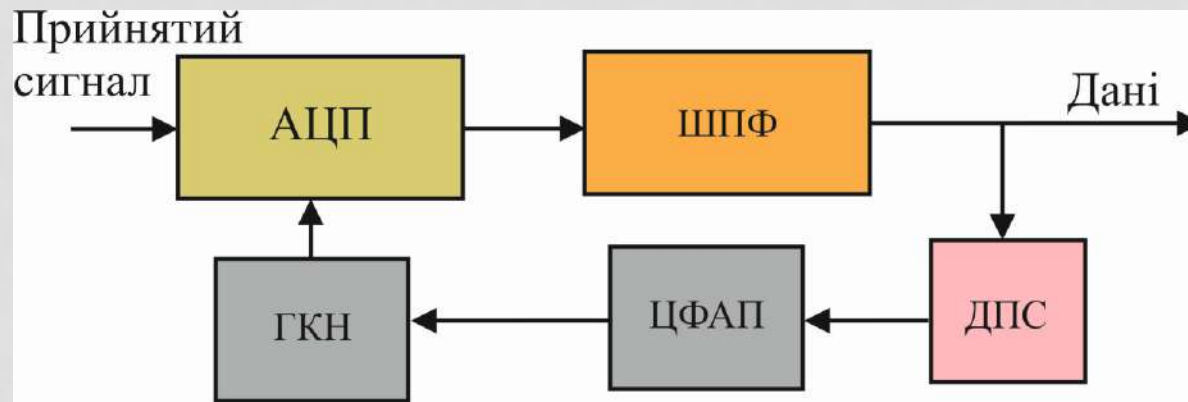 Прийнятий
сигнал
АЦП
ШПФ
Дані
ГКН
ЦФАП
ДПС